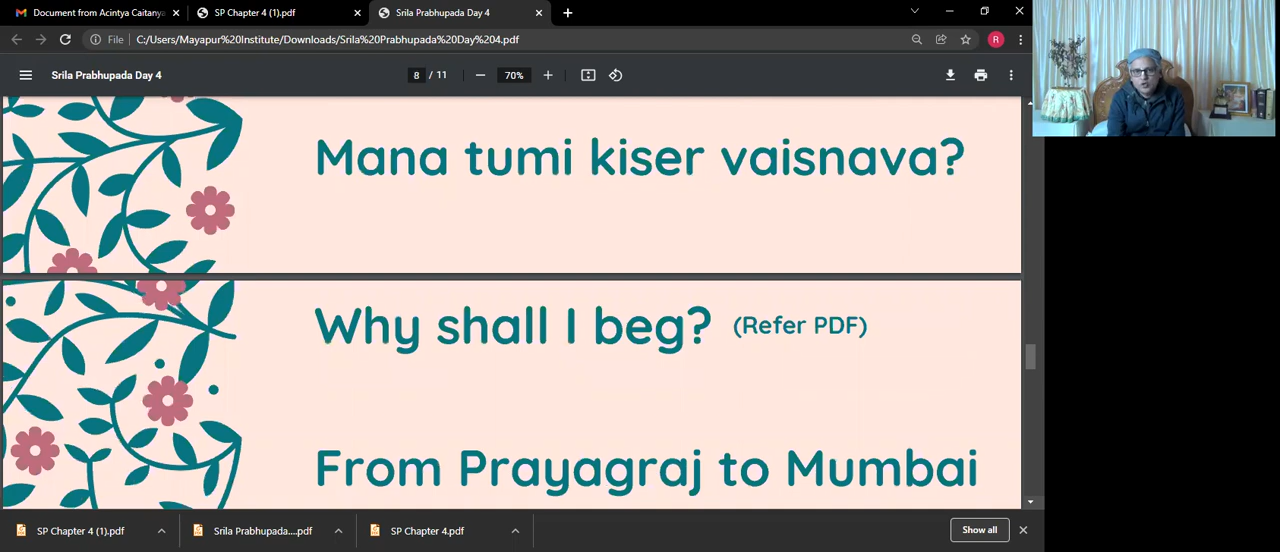 Document from Acintya Caitanya
SP Chapter 4 (1).pdf
Srila Prabhupada Day 4
File
C:/Users/Mayapur%20Institute/Downloads/Srila%20Prabhupada%20Day%204.pdf
R
Srila Prabhupada Day 4
8 / 11
70%
Mana tumi kiser vaisnava?
Why shall I beg? (Refer PDF)
From Prayagraj to Mumbai
SP Chapter 4 (1).pdf
Srila Prabhupada....pdf
SP Chapter 4.pdf
Show all